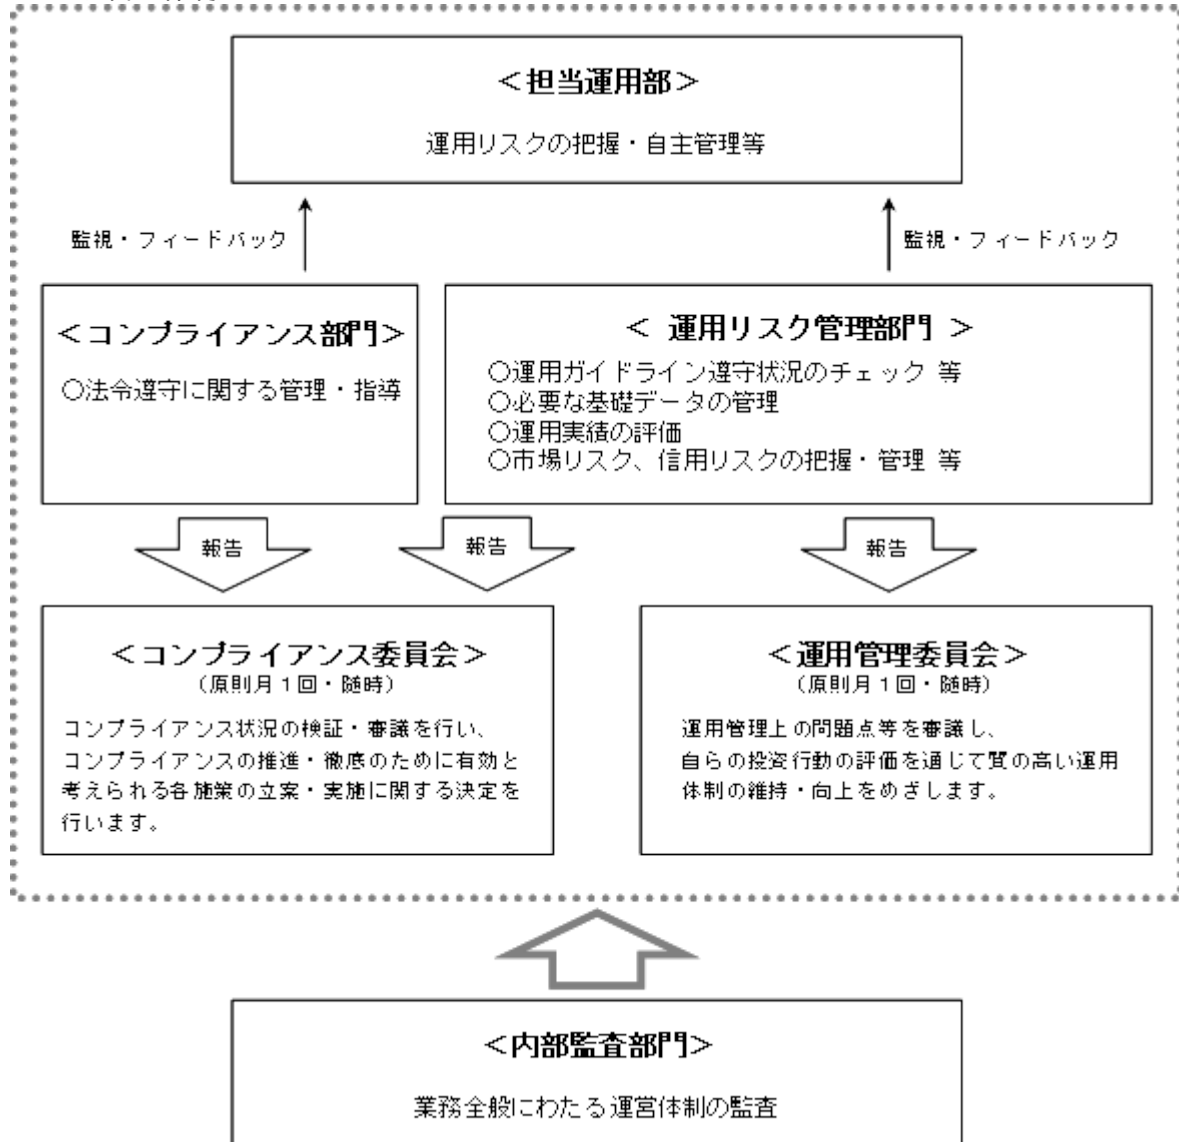 ＜担当運用部＞
運用リスクの把握・自主管理等
監視・フィードバック
監視・フィードバック
＜コンプライアンス部門＞
○法令遵守に関する管理・指導
＜ 運用リスク管理部門 ＞
○運用ガイドライン遵守状況のチェック 等
○必要な基礎データの管理
○運用実績の評価
○市場リスク、信用リスクの把握・管理 等
報告
報告
報告
＜コンプライアンス委員会＞
（原則月１回・随時）
コンプライアンス状況の検証・審議を行い、
コンプライアンスの推進・徹底のために有効と
考えられる各施策の立案・実施に関する決定を
行います。
＜運用管理委員会＞
（原則月１回・随時）
運用管理上の問題点等を審議し、
自らの投資行動の評価を通じて質の高い運用
体制の維持・向上をめざします。
＜内部監査部門＞
業務全般にわたる運営体制の監査